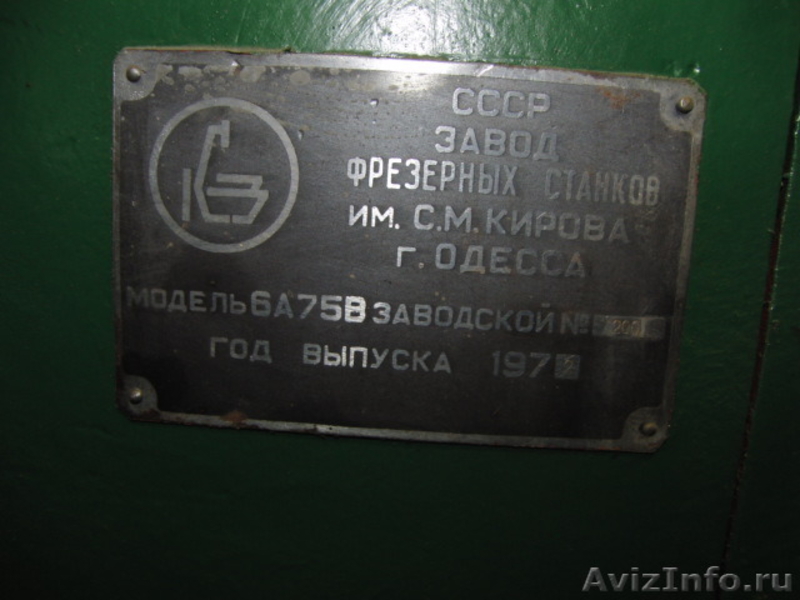 СССР
ЗАВОД
ФРЕЗЕРНЫХ СТАНКОВ
ИМ. С.М.КИРОВА
г. ОДЕССА
МОДЕЛЬ 6А75В ЗАВОДСКОЙ №
ГОД ВЫПУСКА
AvizInfo.ru